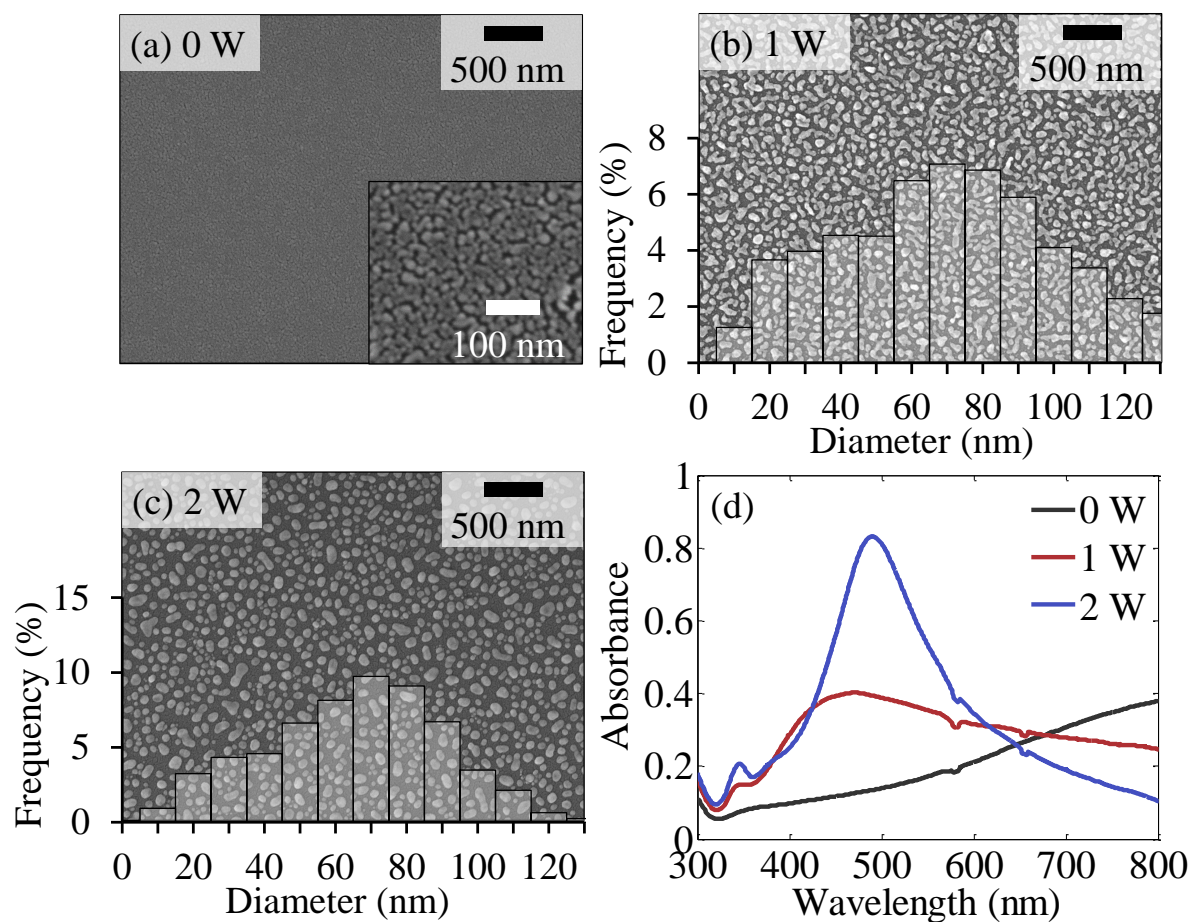 (a) 0 W
500 nm
100 nm
(b) 1 W
500 nm
Frequency (%)
8
6
4
2
0
0 20 40 60 80 100 120
Diameter (nm)
(c) 2 W
500 nm
Frequency (%)
15
10
5
0
0 20 40 60 80 100 120
Diameter (nm)
(d)
0 W
1 W
2 W
Absorbance
1
0.8
0.6
0.4
0.2
0
300 400 500 600 700 800
Wavelength (nm)